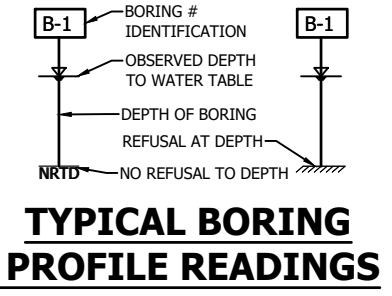 B-1
BORING #
IDENTIFICATION
B-1
OBSERVED DEPTH
TO WATER TABLE
DEPTH OF BORING
REFUSAL AT DEPTH
NRTD
NO REFUSAL TO DEPTH
TYPICAL BORING
PROFILE READINGS